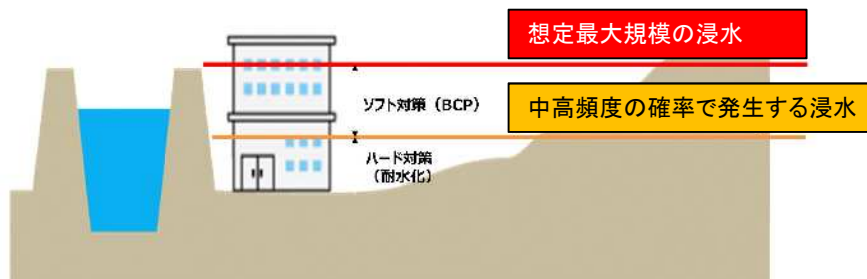 想定最大規模の浸水
ソフト対策（BCP）
中高頻度の確率で発生する浸水
ハード対策
（耐水化）